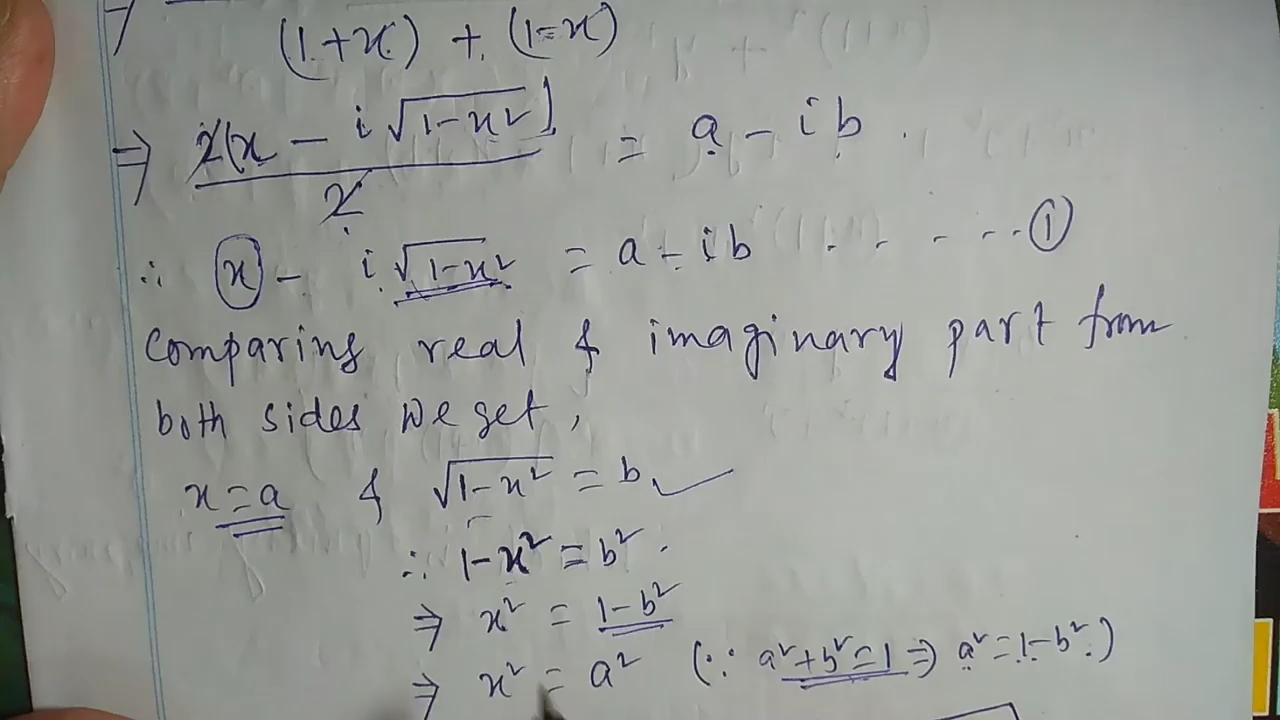 ⇒ (1+x) + (1-x)
⇒ 2[x - i√1-x²] / 2 = a - ib.
∴ x - i√1-x² = a - ib ..... ①
Comparing real & imaginary part from
both sides we get,
x = a & √1-x² = b ✓
∴ 1-x² = b².
⇒ x² = 1-b²
⇒ x² = a² (∵ a²+b²=1 ⇒ a²=1-b².)